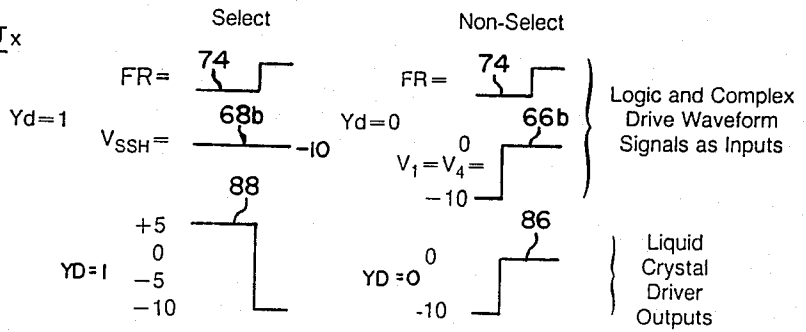 Select
Non-Select
x
FR=
74
FR=
74
Yd=1
VSSH=
68b
-10
Yd=0
V1=V4=
0
-10
66b
Logic and Complex
Drive Waveform
Signals as Inputs
88
+5
0
-5
-10
YD=1
86
YD=0
0
-10
Liquid
Crystal
Driver
Outputs